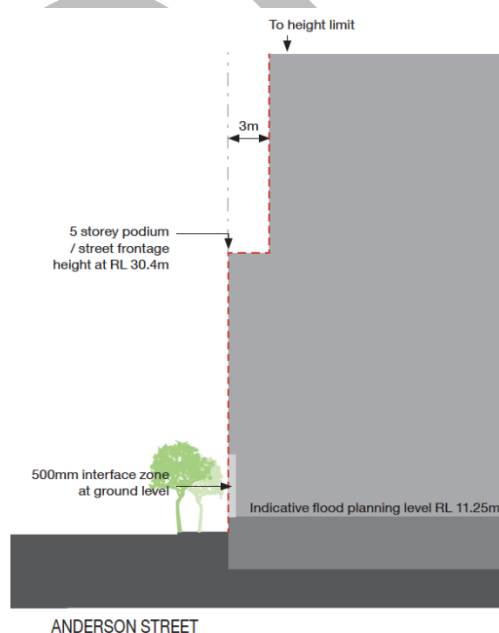 To height limit
3m
5 storey podium
/ street frontage
height at RL 30.4m
500mm interface zone
at ground level
Indicative flood planning level RL 11.25m
ANDERSON STREET